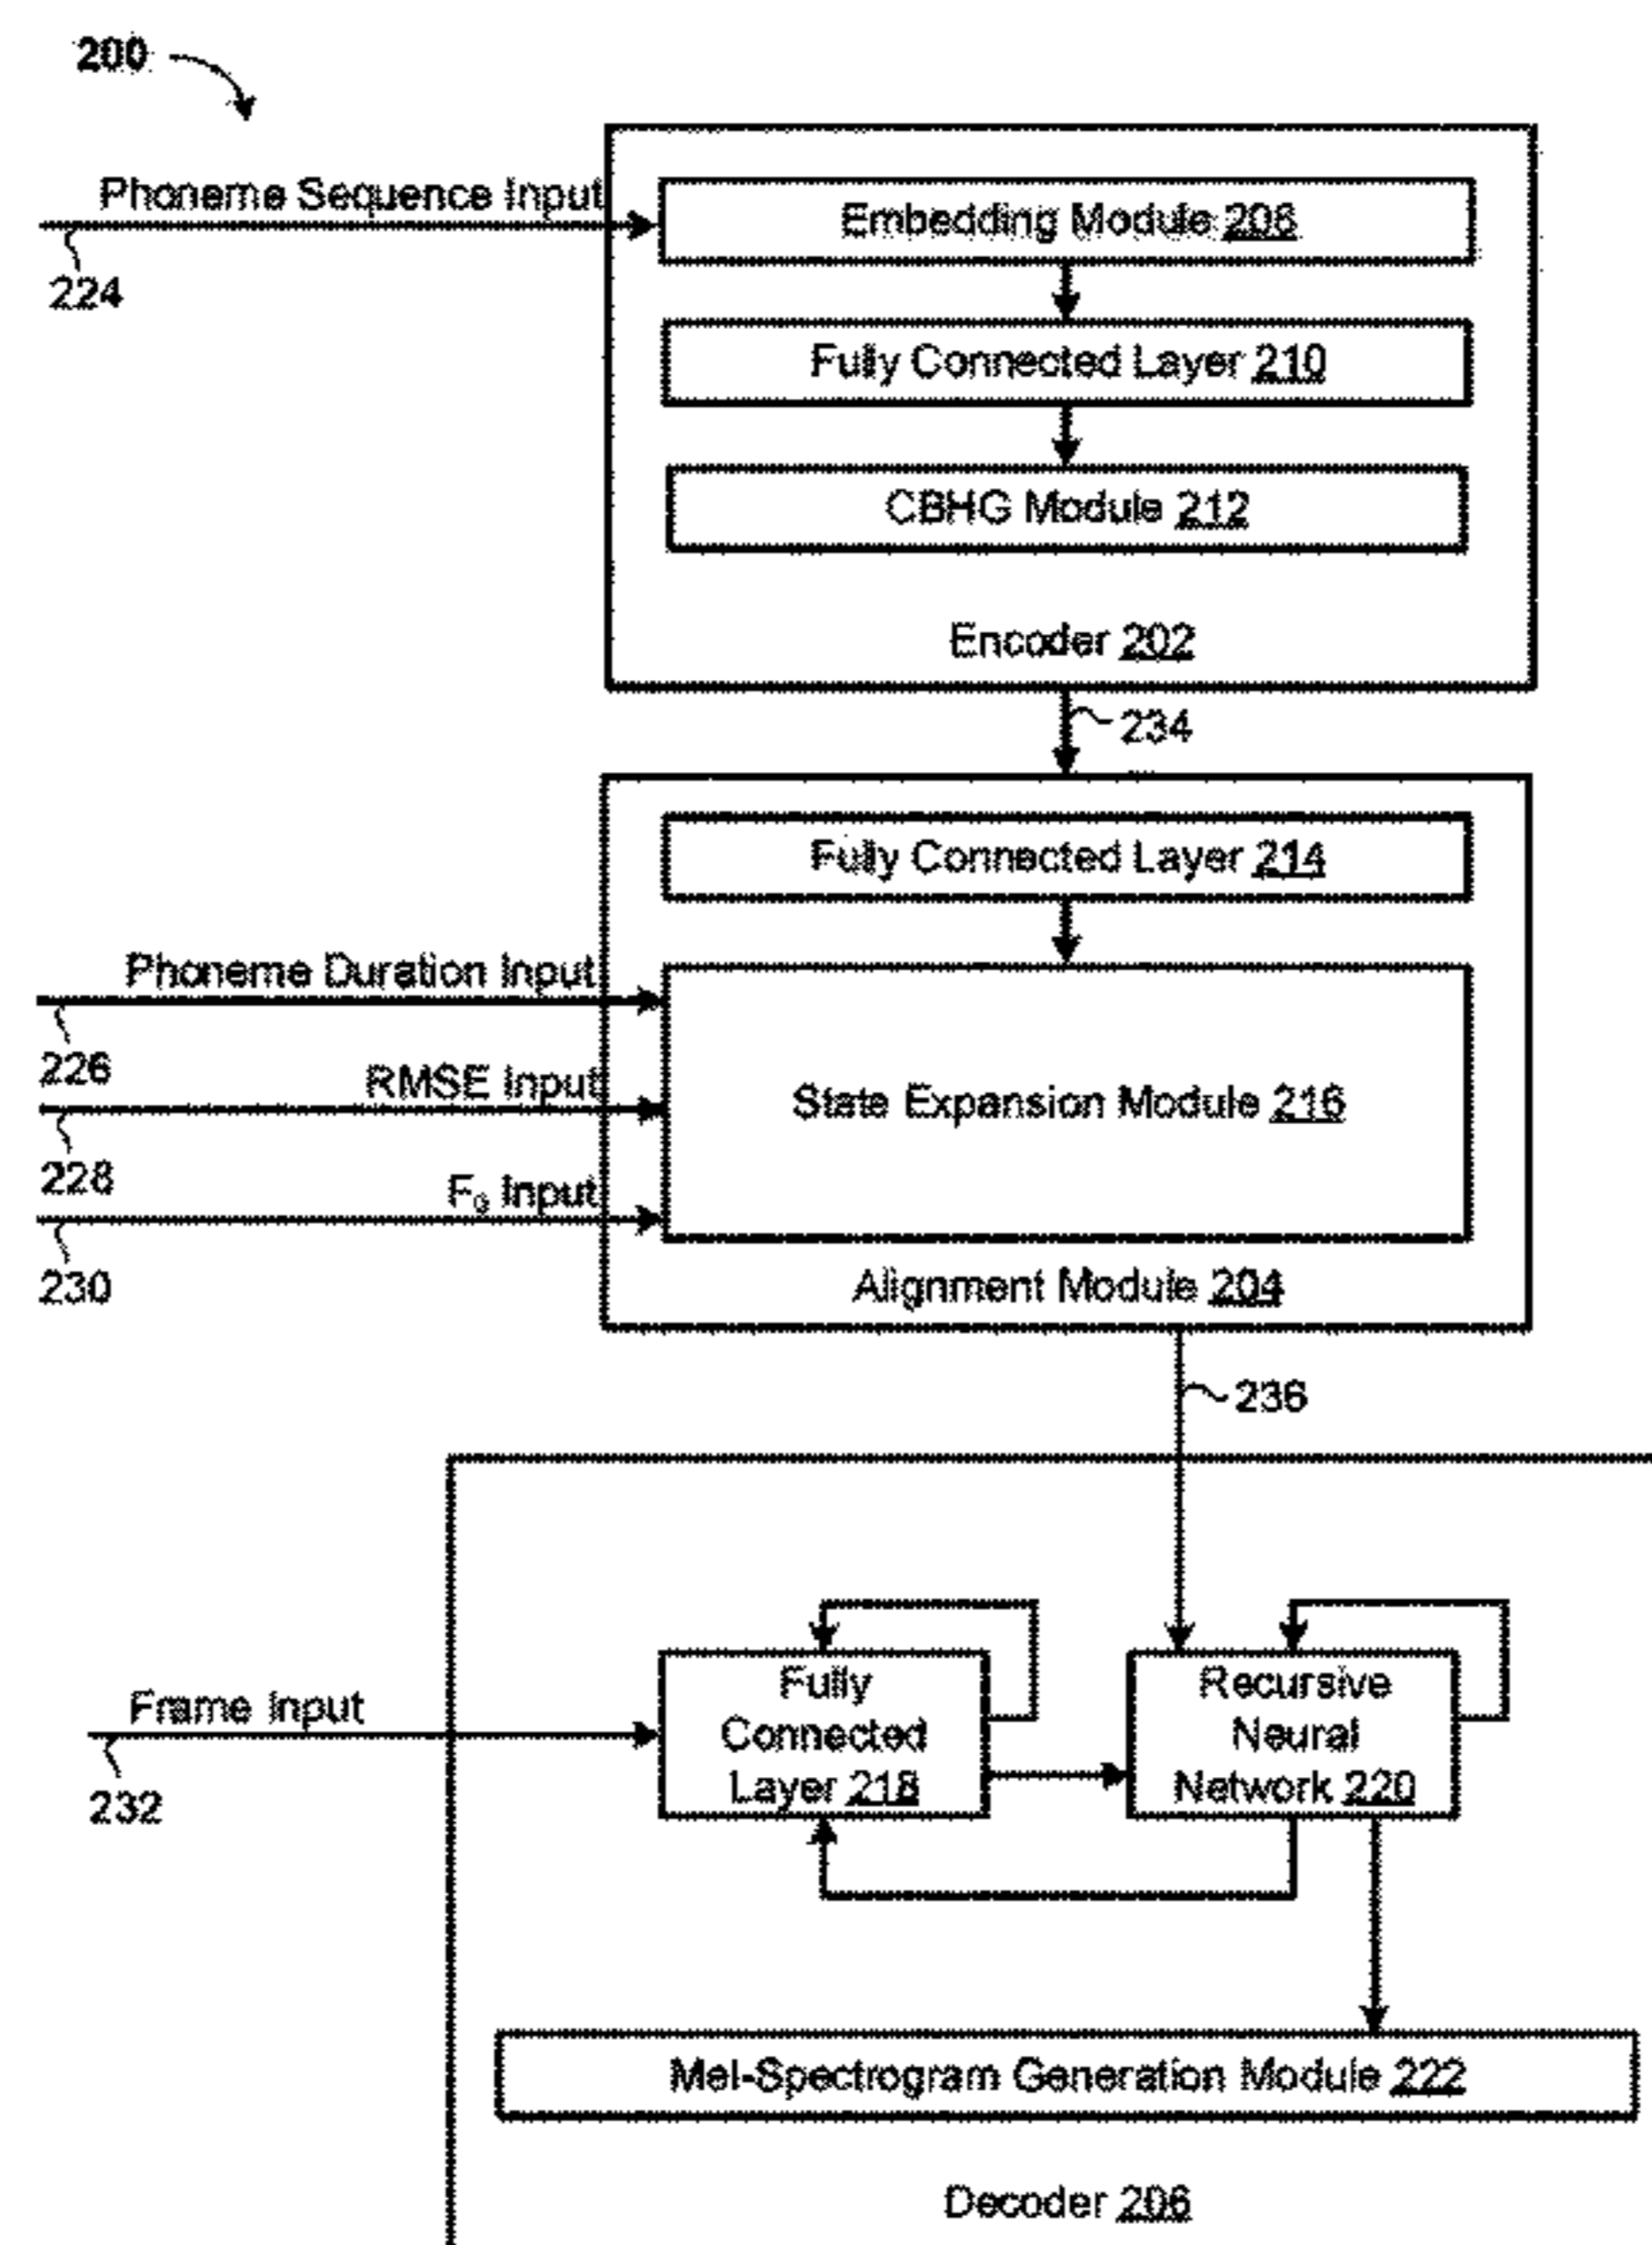 200
Phoneme Sequence Input
224
Embedding Module 208
Fully Connected Layer 210
CBHG Module 212
Encoder 202
234
Fully Connected Layer 214
Phoneme Duration Input
226
RMSE Input
228
F₀ Input
230
State Expansion Module 216
Alignment Module 204
236
Frame Input
232
Fully
Connected
Layer 218
Recursive
Neural
Network 220
Mel-Spectrogram Generation Module 222
Decoder 206